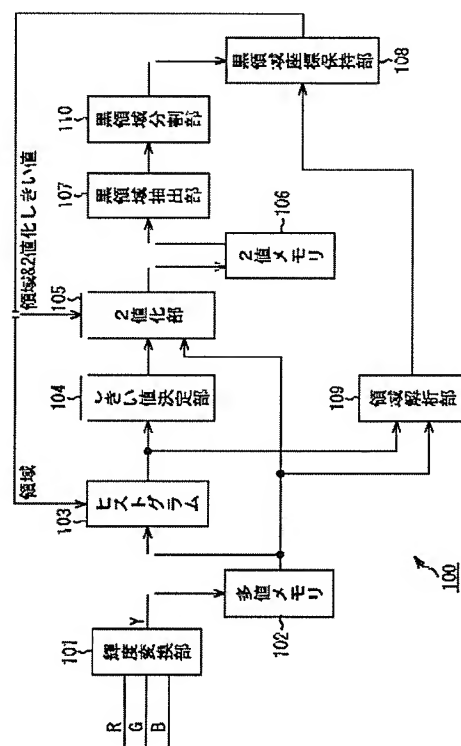 R
G
B
101
輝度変換部
Y
102
多値メモリ
103
ヒストグラム
領域
104
しきい値決定部
105
2値化部
領域&2値化しきい値
106
2値メモリ
107
黒領域抽出部
110
黒領域分割部
108
黒領域座標保持部
109
領域解析部
100